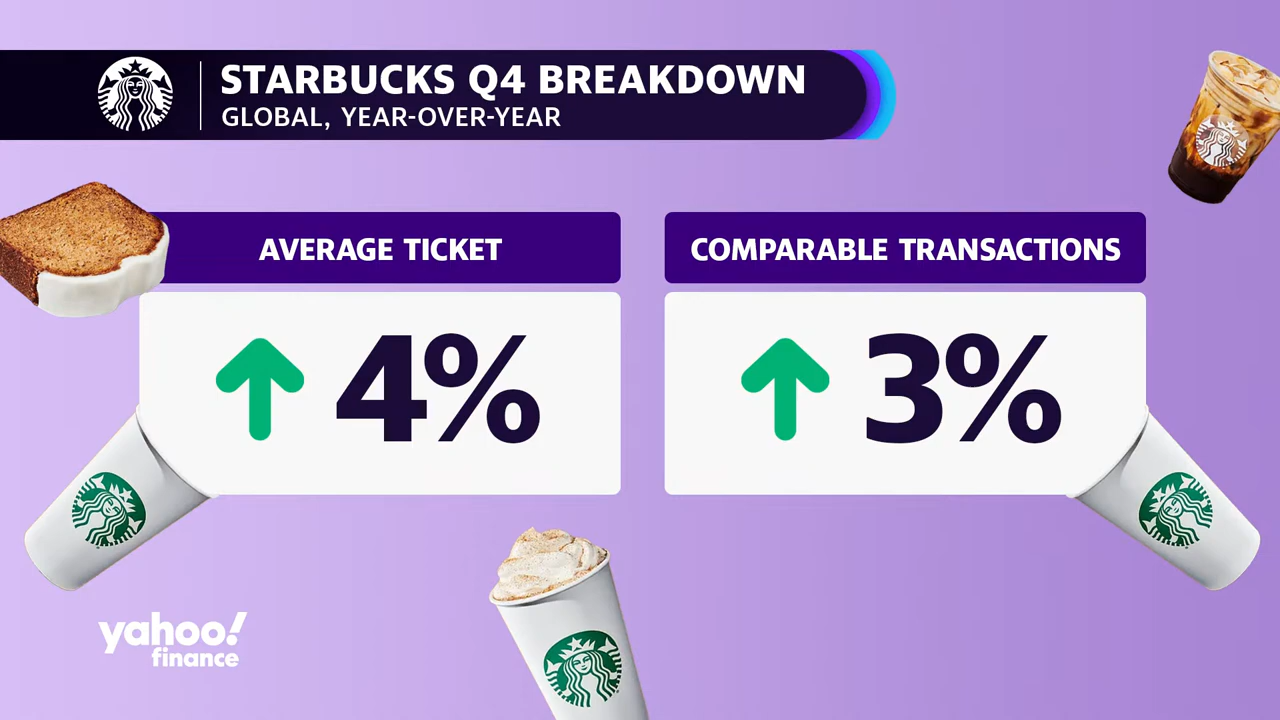 STARBUCKS Q4 BREAKDOWN
GLOBAL, YEAR-OVER-YEAR
AVERAGE TICKET
COMPARABLE TRANSACTIONS
4%
3%
yahoo!
finance